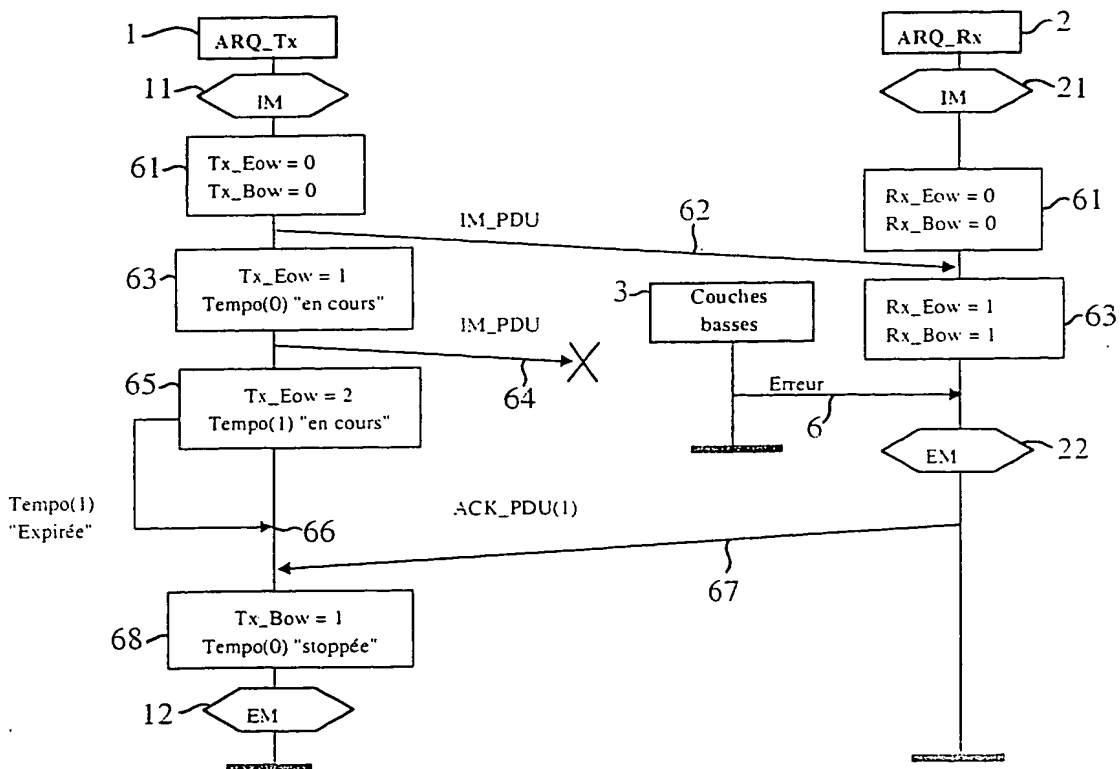 1
ARQ_Tx
2
ARQ_Rx
11
IM
21
IM
61
Tx_Eow = 0
Tx_Bow = 0
61
Rx_Eow = 0
Rx_Bow = 0
IM_PDU
62
63
Tx_Eow = 1
Tempo(0) "en cours"
3
Couches
basses
63
Rx_Eow = 1
Rx_Bow = 1
IM_PDU
64
65
Tx_Eow = 2
Tempo(1) "en cours"
Erreur
6
22
EM
Tempo(1)
"Expirée"
66
ACK_PDU(1)
67
68
Tx_Bow = 1
Tempo(0) "stoppée"
12
EM